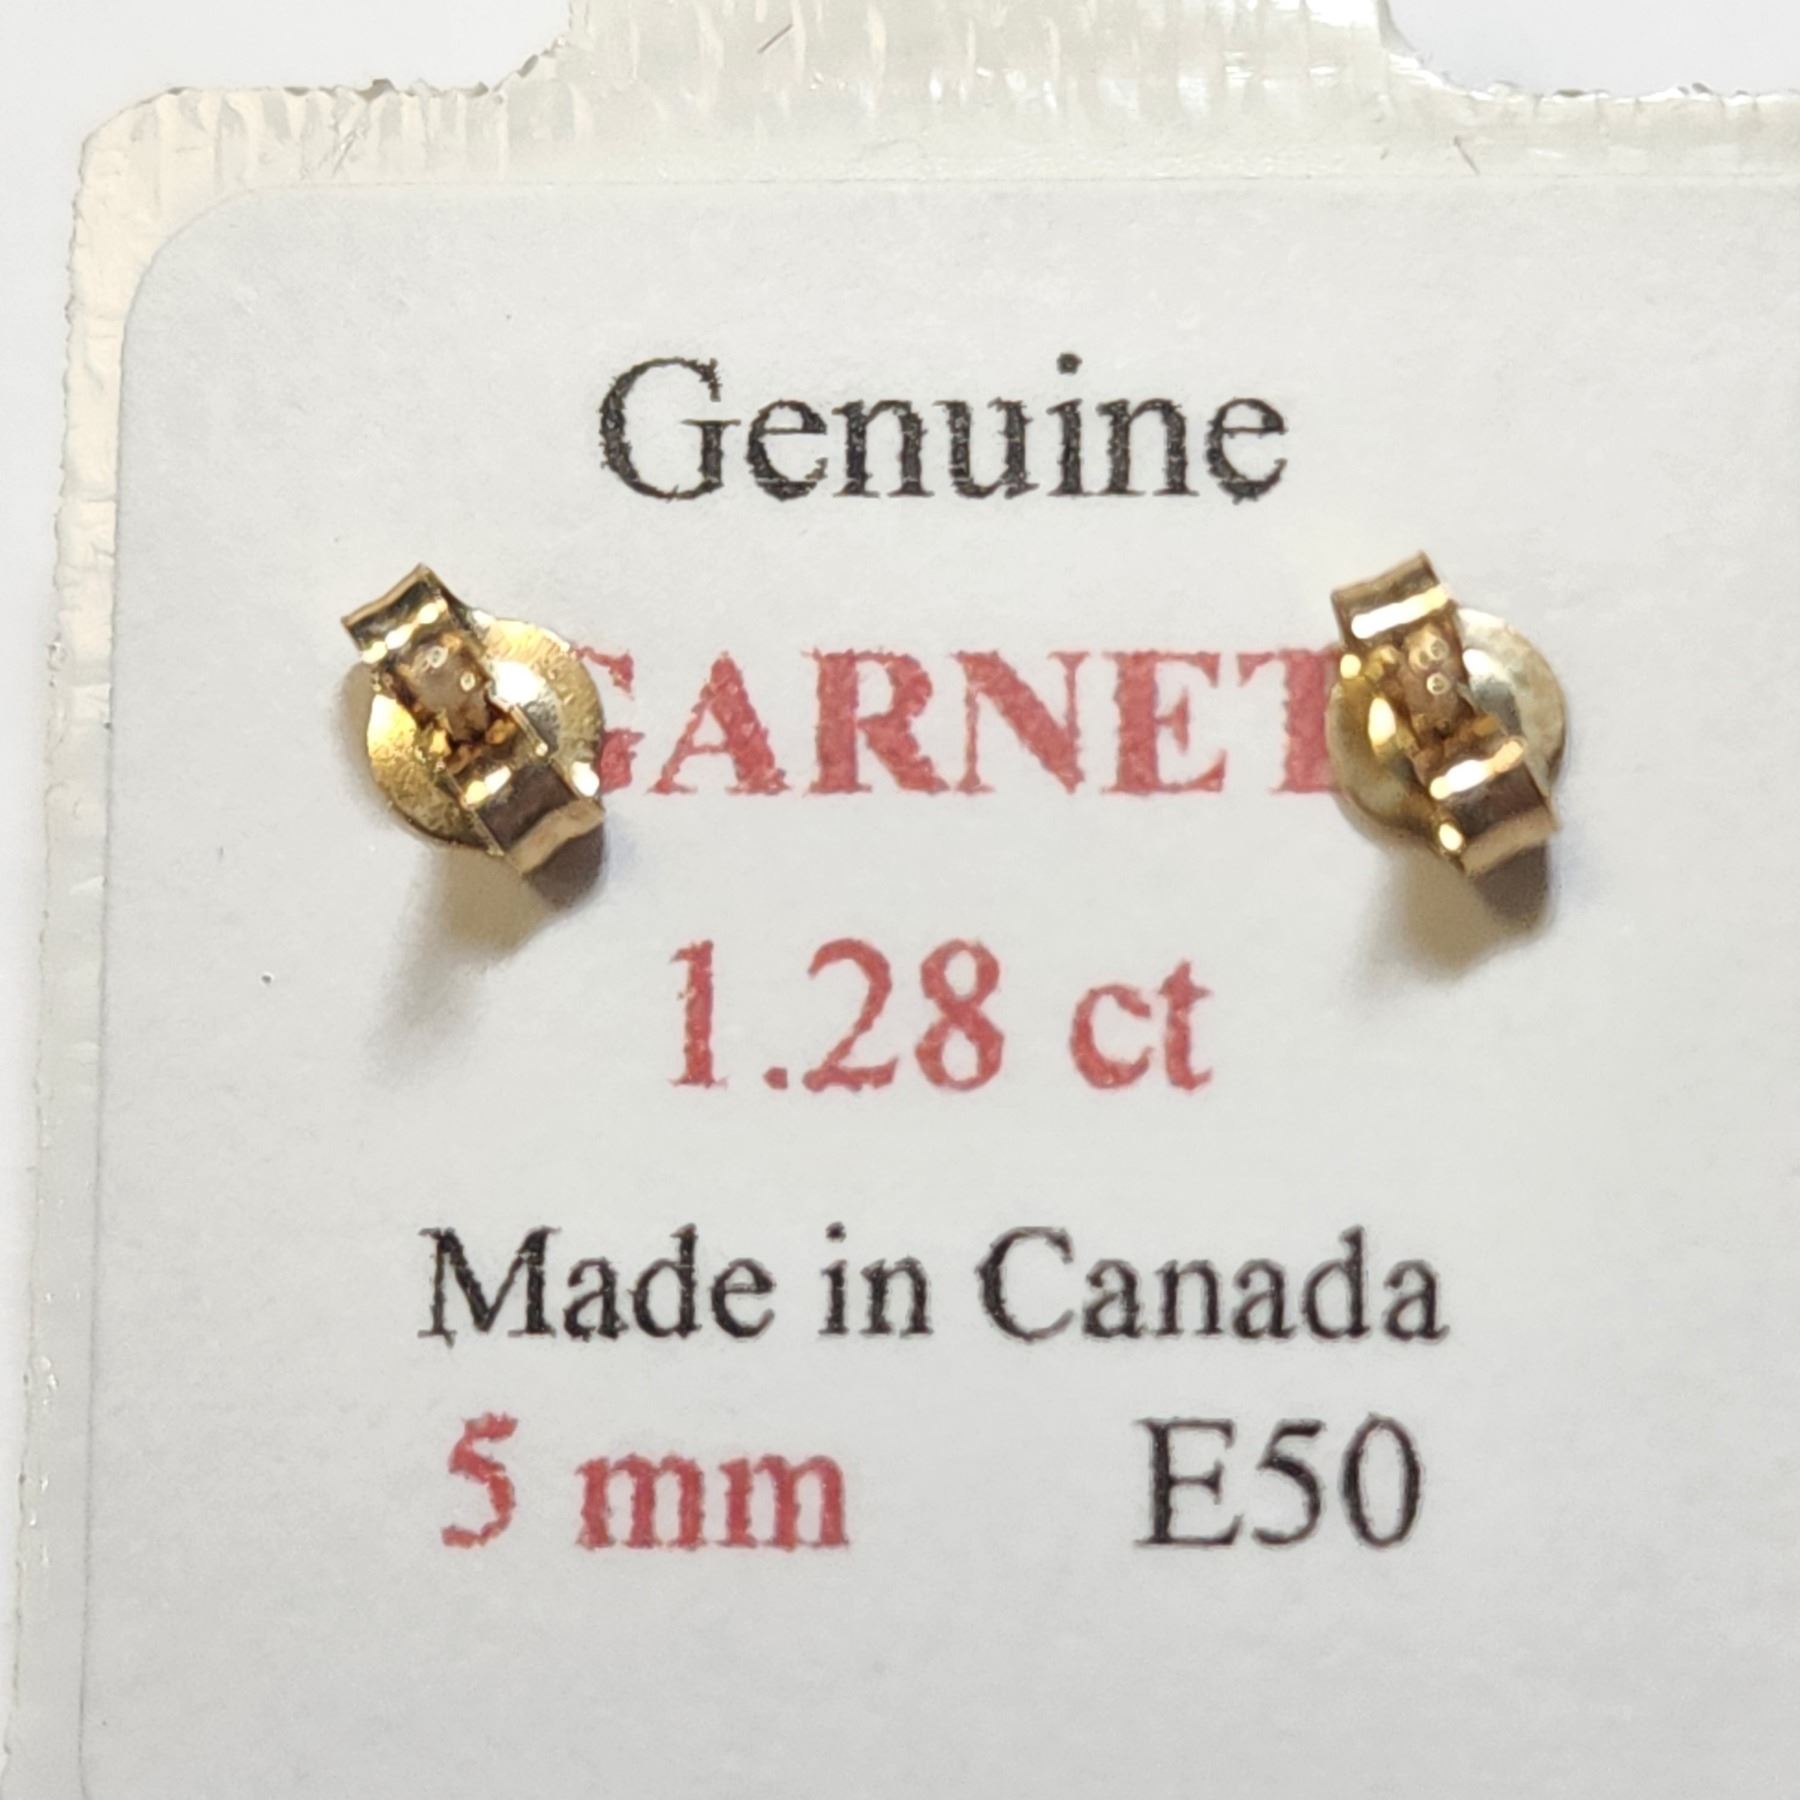 Genuine
GARNET
1.28 ct
Made in Canada
5 mm E50